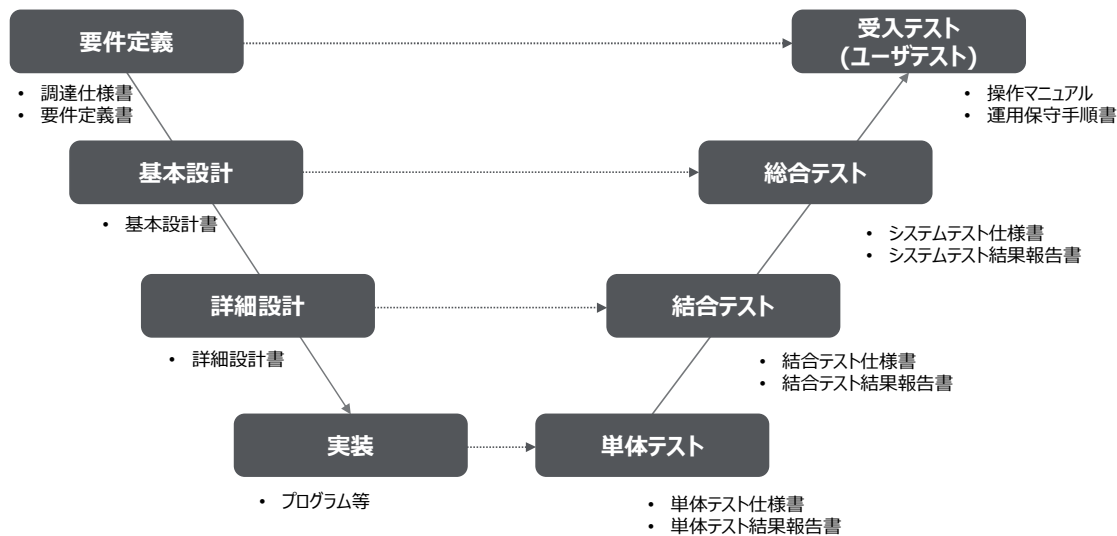 要件定義
受入テスト
(ユーザテスト)
• 調達仕様書
• 要件定義書
• 操作マニュアル
• 運用保守手順書
基本設計
総合テスト
• 基本設計書
• システムテスト仕様書
• システムテスト結果報告書
詳細設計
結合テスト
• 詳細設計書
• 結合テスト仕様書
• 結合テスト結果報告書
実装
単体テスト
• プログラム等
• 単体テスト仕様書
• 単体テスト結果報告書